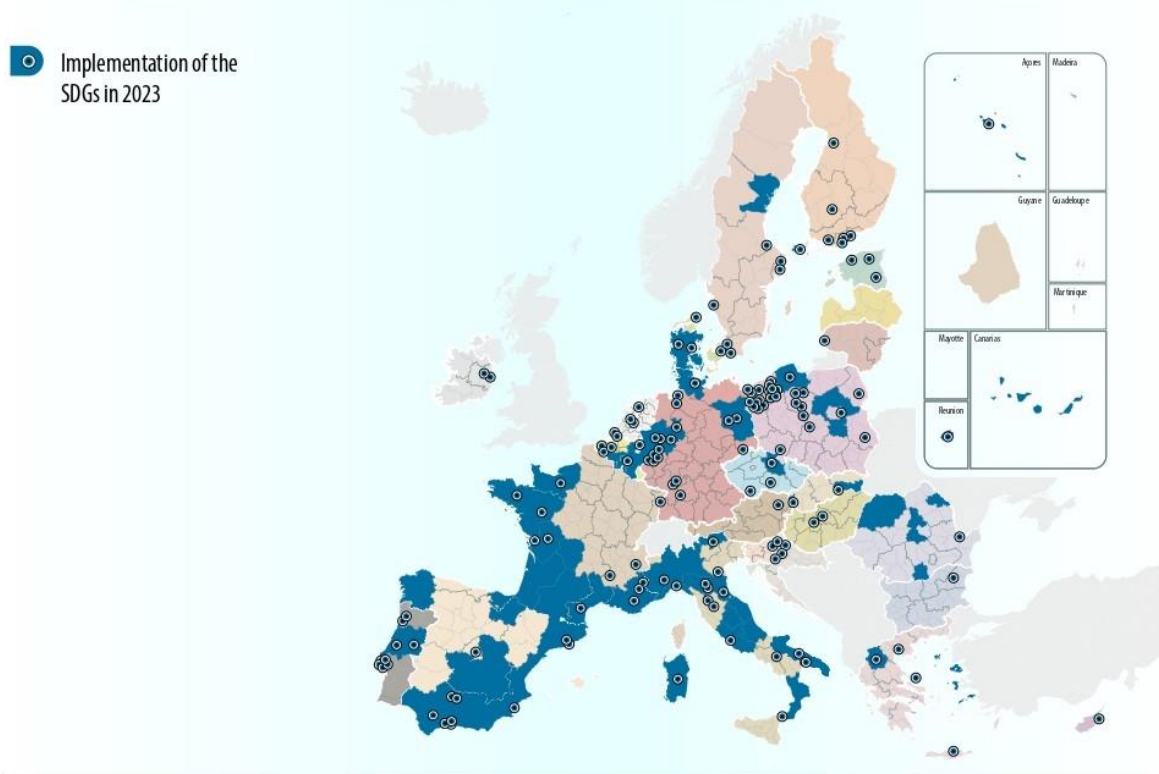 Implementation of the
SDGs in 2023
Açores
Madeira
Guyane
Guadeloupe
Martinique
Mayotte
Canarias
Reunion